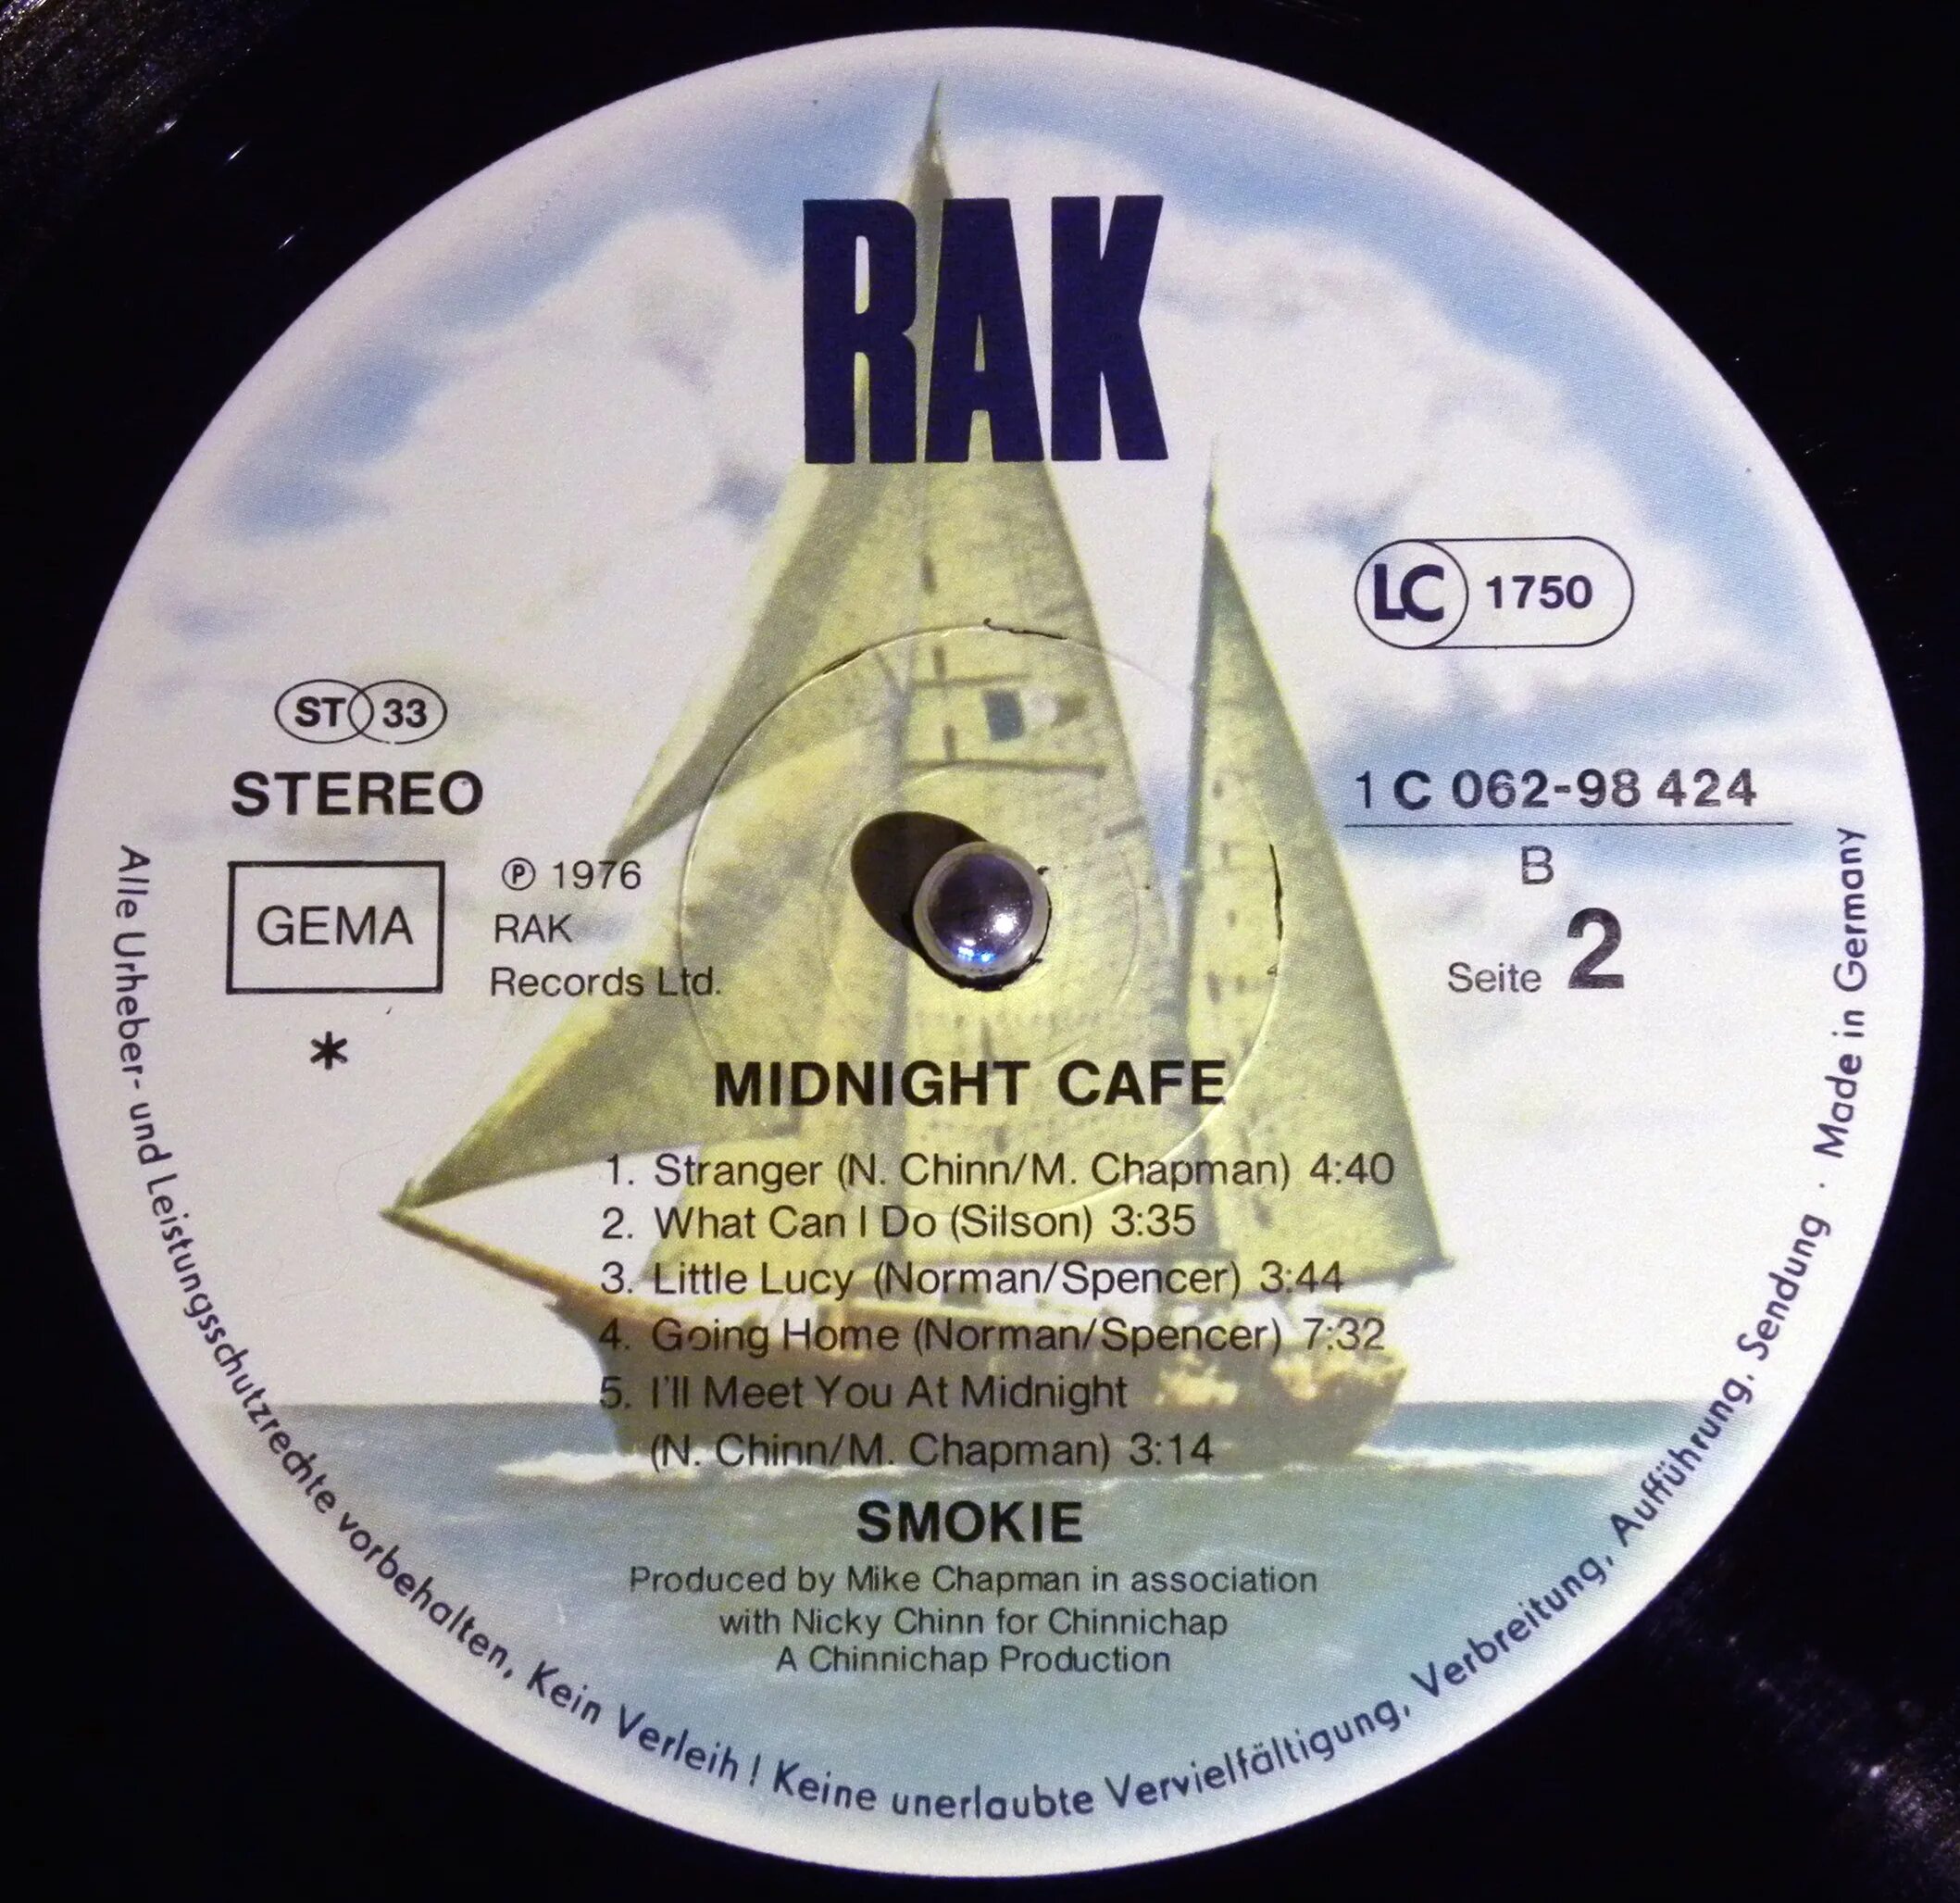 RAK
LC 1750
ST 33
STEREO
1 C 062-98 424
GEMA
℗ 1976
RAK
Records Ltd.
B
Seite 2
*
MIDNIGHT CAFE
1. Stranger (N. Chinn/M. Chapman) 4:40
2. What Can I Do (Silson) 3:35
3. Little Lucy (Norman/Spencer) 3:44
4. Going Home (Norman/Spencer) 7:32
5. I'll Meet You At Midnight
(N. Chinn/M. Chapman) 3:14
SMOKIE
Produced by Mike Chapman in association
with Nicky Chinn for Chinnichap
A Chinnichap Production
Alle Urheber- und Leistungsschutzrechte vorbehalten, Kein Verleih! Keine unerlaubte Vervielfältigung, Verbreitung, Aufführung, Sendung · Made in Germany